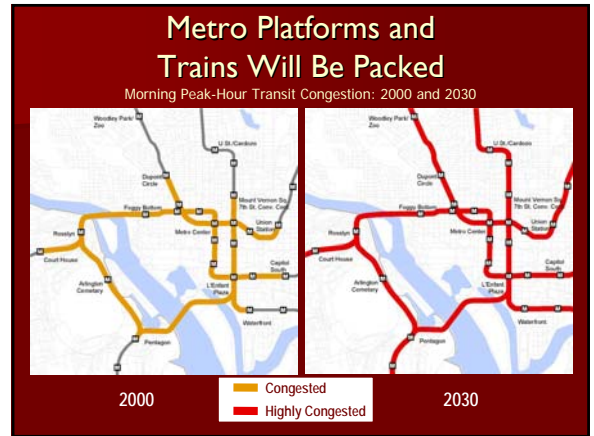 Metro Platforms and
Trains Will Be Packed
Morning Peak-Hour Transit Congestion: 2000 and 2030
Woodley Park/
Zoo
U St./Cardozo
Dupont
Circle
Mount Vernon Sq.
7th St. Conv. Cent.
Foggy Bottom
Rosslyn
Union
Station
Metro Center
Court House
Capitol
South
Arlington
Cemetery
L'Enfant
Plaza
Waterfront
Pentagon
Woodley Park/
Zoo
U St./Cardozo
Dupont
Circle
Mount Vernon Sq.
7th St. Conv. Cent.
Foggy Bottom
Rosslyn
Union
Station
Metro Center
Court House
Capitol
South
Arlington
Cemetery
L'Enfant
Plaza
Waterfront
Pentagon
2000
Congested
Highly Congested
2030